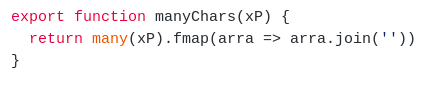 export function manyChars(xP) {
  return many(xP).fmap(arra => arra.join(''))
}